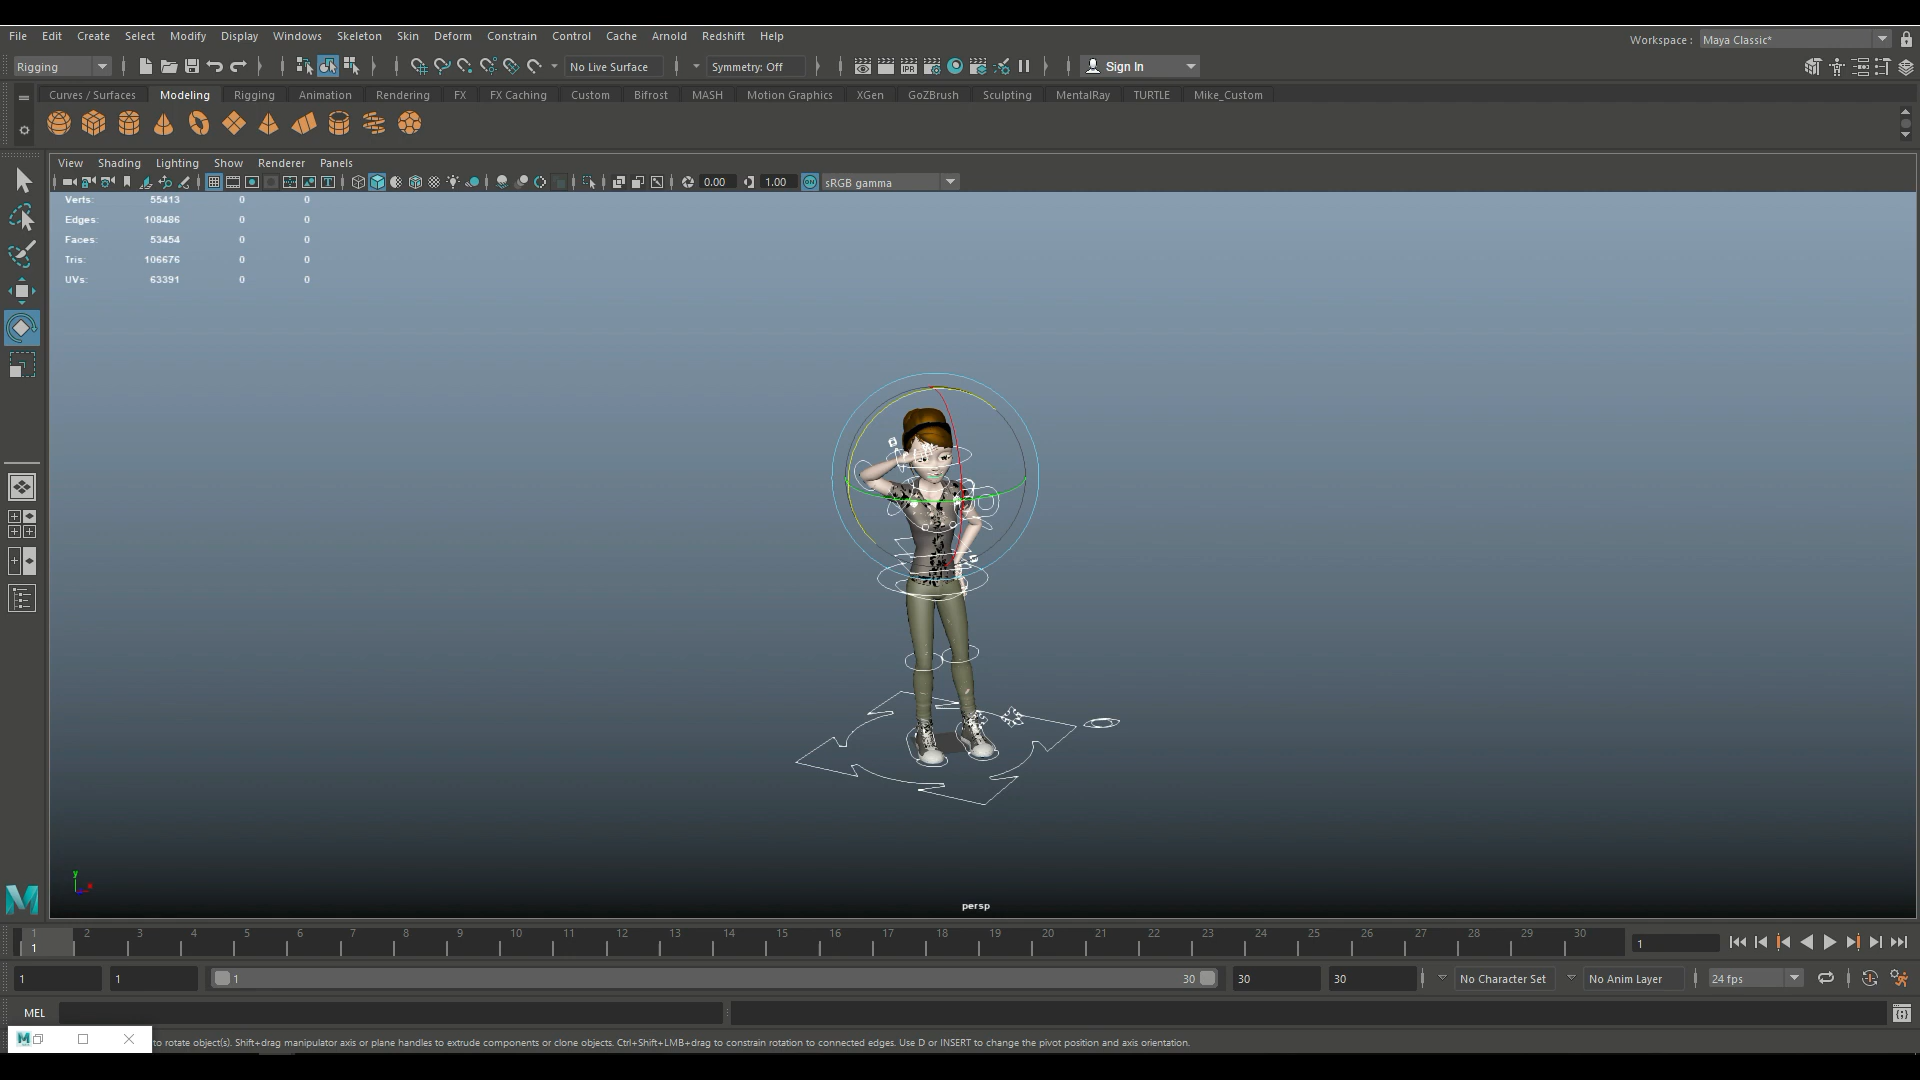 File Edit Create Select Modify Display Windows Skeleton Skin Deform Constrain Control Cache Arnold Redshift Help
Workspace : Maya Classic*
Rigging No Live Surface Symmetry: Off IPR Sign In
Curves / Surfaces Modeling Rigging Animation Rendering FX FX Caching Custom Bifrost MASH Motion Graphics XGen GoZBrush Sculpting MentalRay TURTLE Mike_Custom
View Shading Lighting Show Renderer Panels
0.00 1.00 ON sRGB gamma
Verts: 55413 0 0
Edges: 108486 0 0
Faces: 53454 0 0
Tris: 106676 0 0
UVs: 63391 0 0
y
x
persp
1 2 3 4 5 6 7 8 9 10 11 12 13 14 15 16 17 18 19 20 21 22 23 24 25 26 27 28 29 30
1 1
1 1 1 30 30 30 No Character Set No Anim Layer 24 fps
MEL
M to rotate object(s). Shift+drag manipulator axis or plane handles to extrude components or clone objects. Ctrl+Shift+LMB+drag to constrain rotation to connected edges. Use D or INSERT to change the pivot position and axis orientation.